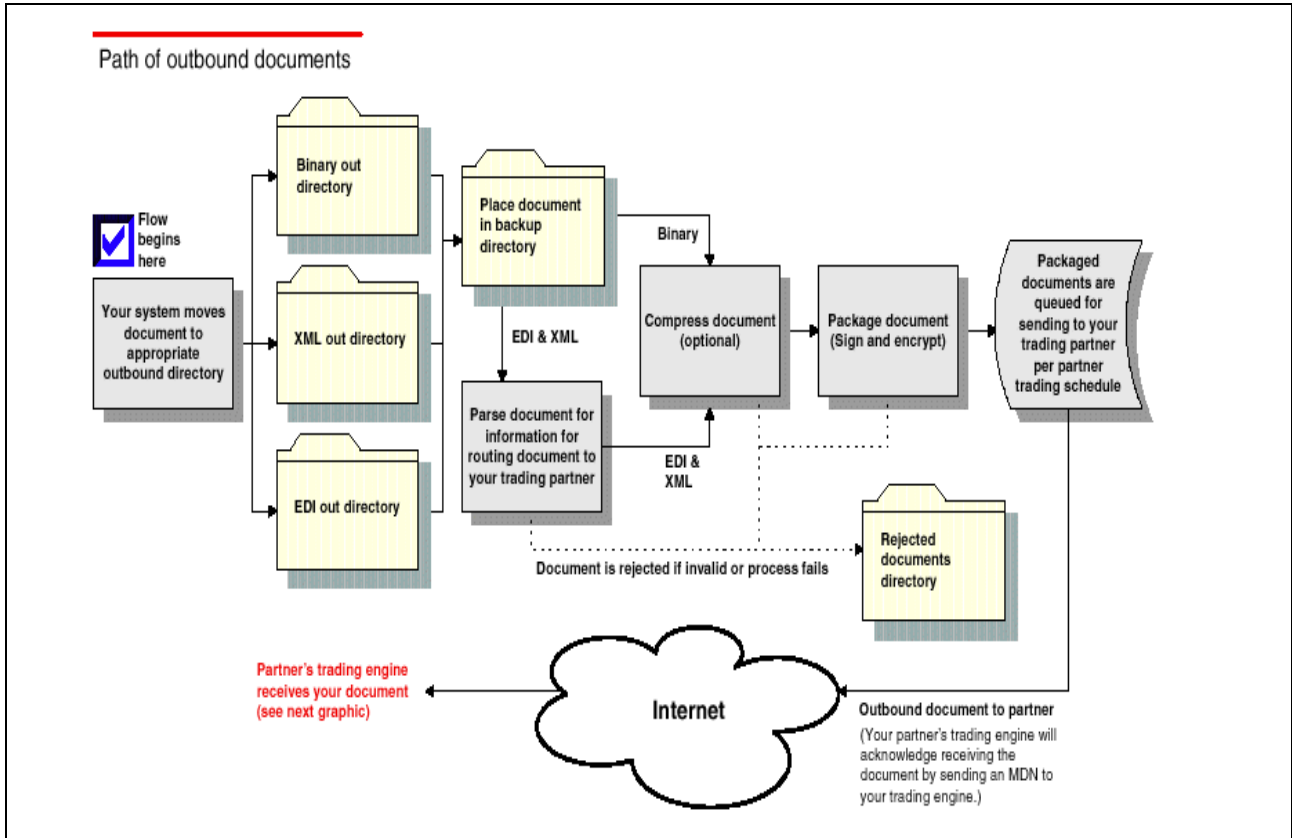 Path of outbound documents
Flow
begins
here
Your system moves
document to
appropriate
outbound directory
Binary out
directory
XML out directory
EDI out directory
Place document
in backup
directory
Binary
EDI & XML
Parse document for
information for
routing document to
your trading partner
EDI &
XML
Compress document
(optional)
Package document
(Sign and encrypt)
Packaged
documents are
queued for
sending to your
trading partner
per partner
trading schedule
Document is rejected if invalid or process fails
Rejected
documents
directory
Partner's trading engine
receives your document
(see next graphic)
Internet
Outbound document to partner
(Your partner's trading engine will
acknowledge receiving the
document by sending an MDN to
your trading engine.)